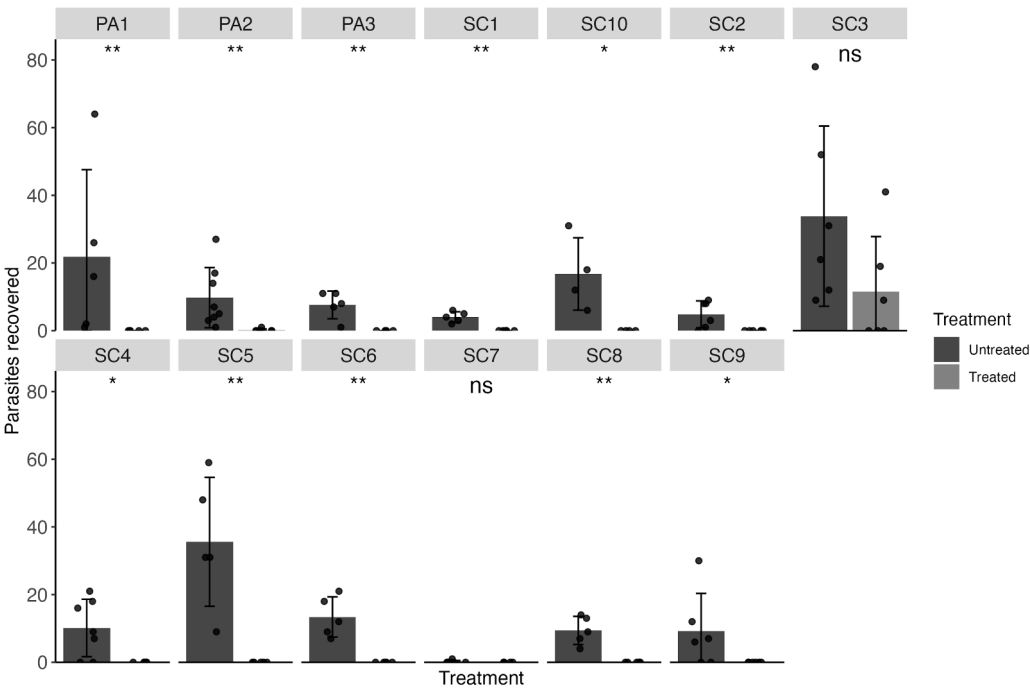 PA1 PA2 PA3 SC1 SC10 SC2 SC3
** ** ** ** * ** ns
80
60
40
20
0
SC4 SC5 SC6 SC7 SC8 SC9
* ** ** ns ** *
80
60
40
20
0
Parasites recovered
Treatment
Treatment
Untreated
Treated